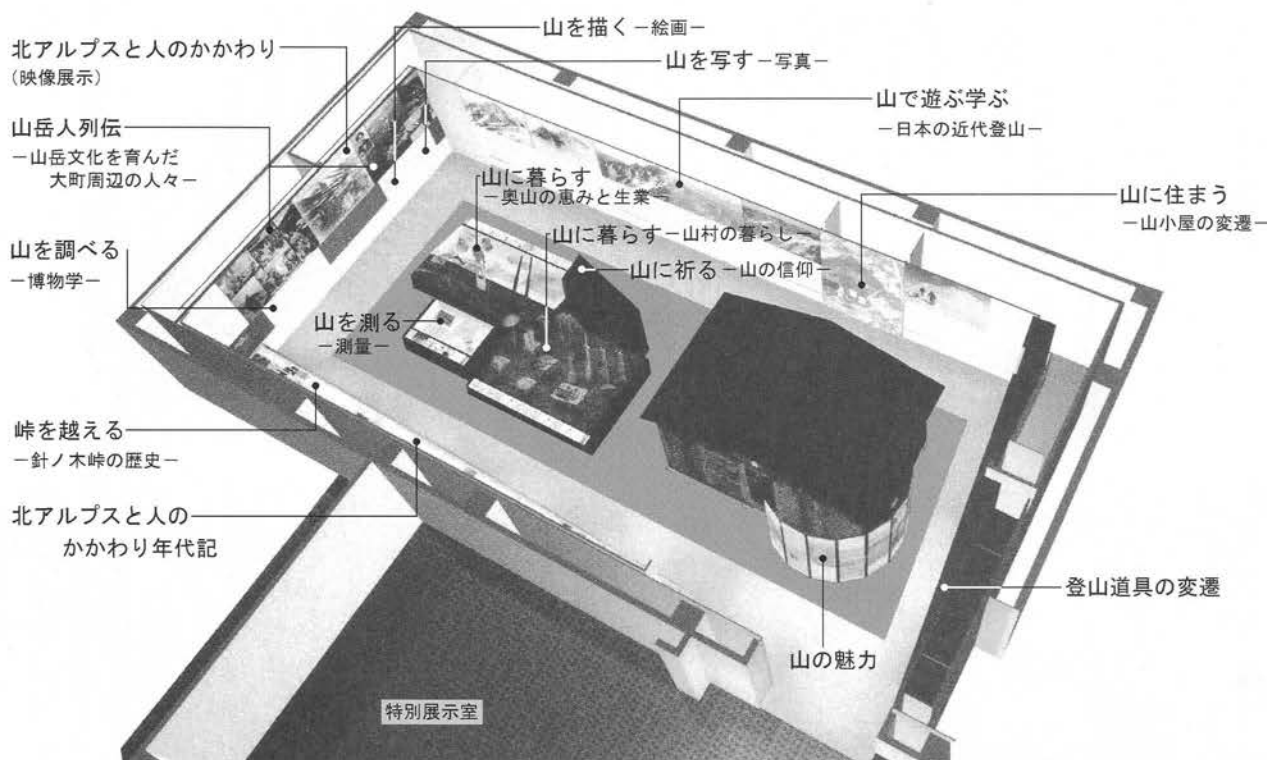 山を描く－絵画－
北アルプスと人のかかわり
（映像展示）
山を写す－写真－
山岳人列伝
－山岳文化を育んだ
大町周辺の人々－
山で遊ぶ学ぶ
－日本の近代登山－
山に暮らす
－奥山の恵みと生業－
山に住まう
－山小屋の変遷－
山を調べる
－博物学－
山に暮らす－山村の暮らし－
山に祈る－山の信仰－
山を測る
－測量－
峠を越える
－針ノ木峠の歴史－
北アルプスと人の
かかわり年代記
登山道具の変遷
山の魅力
特別展示室